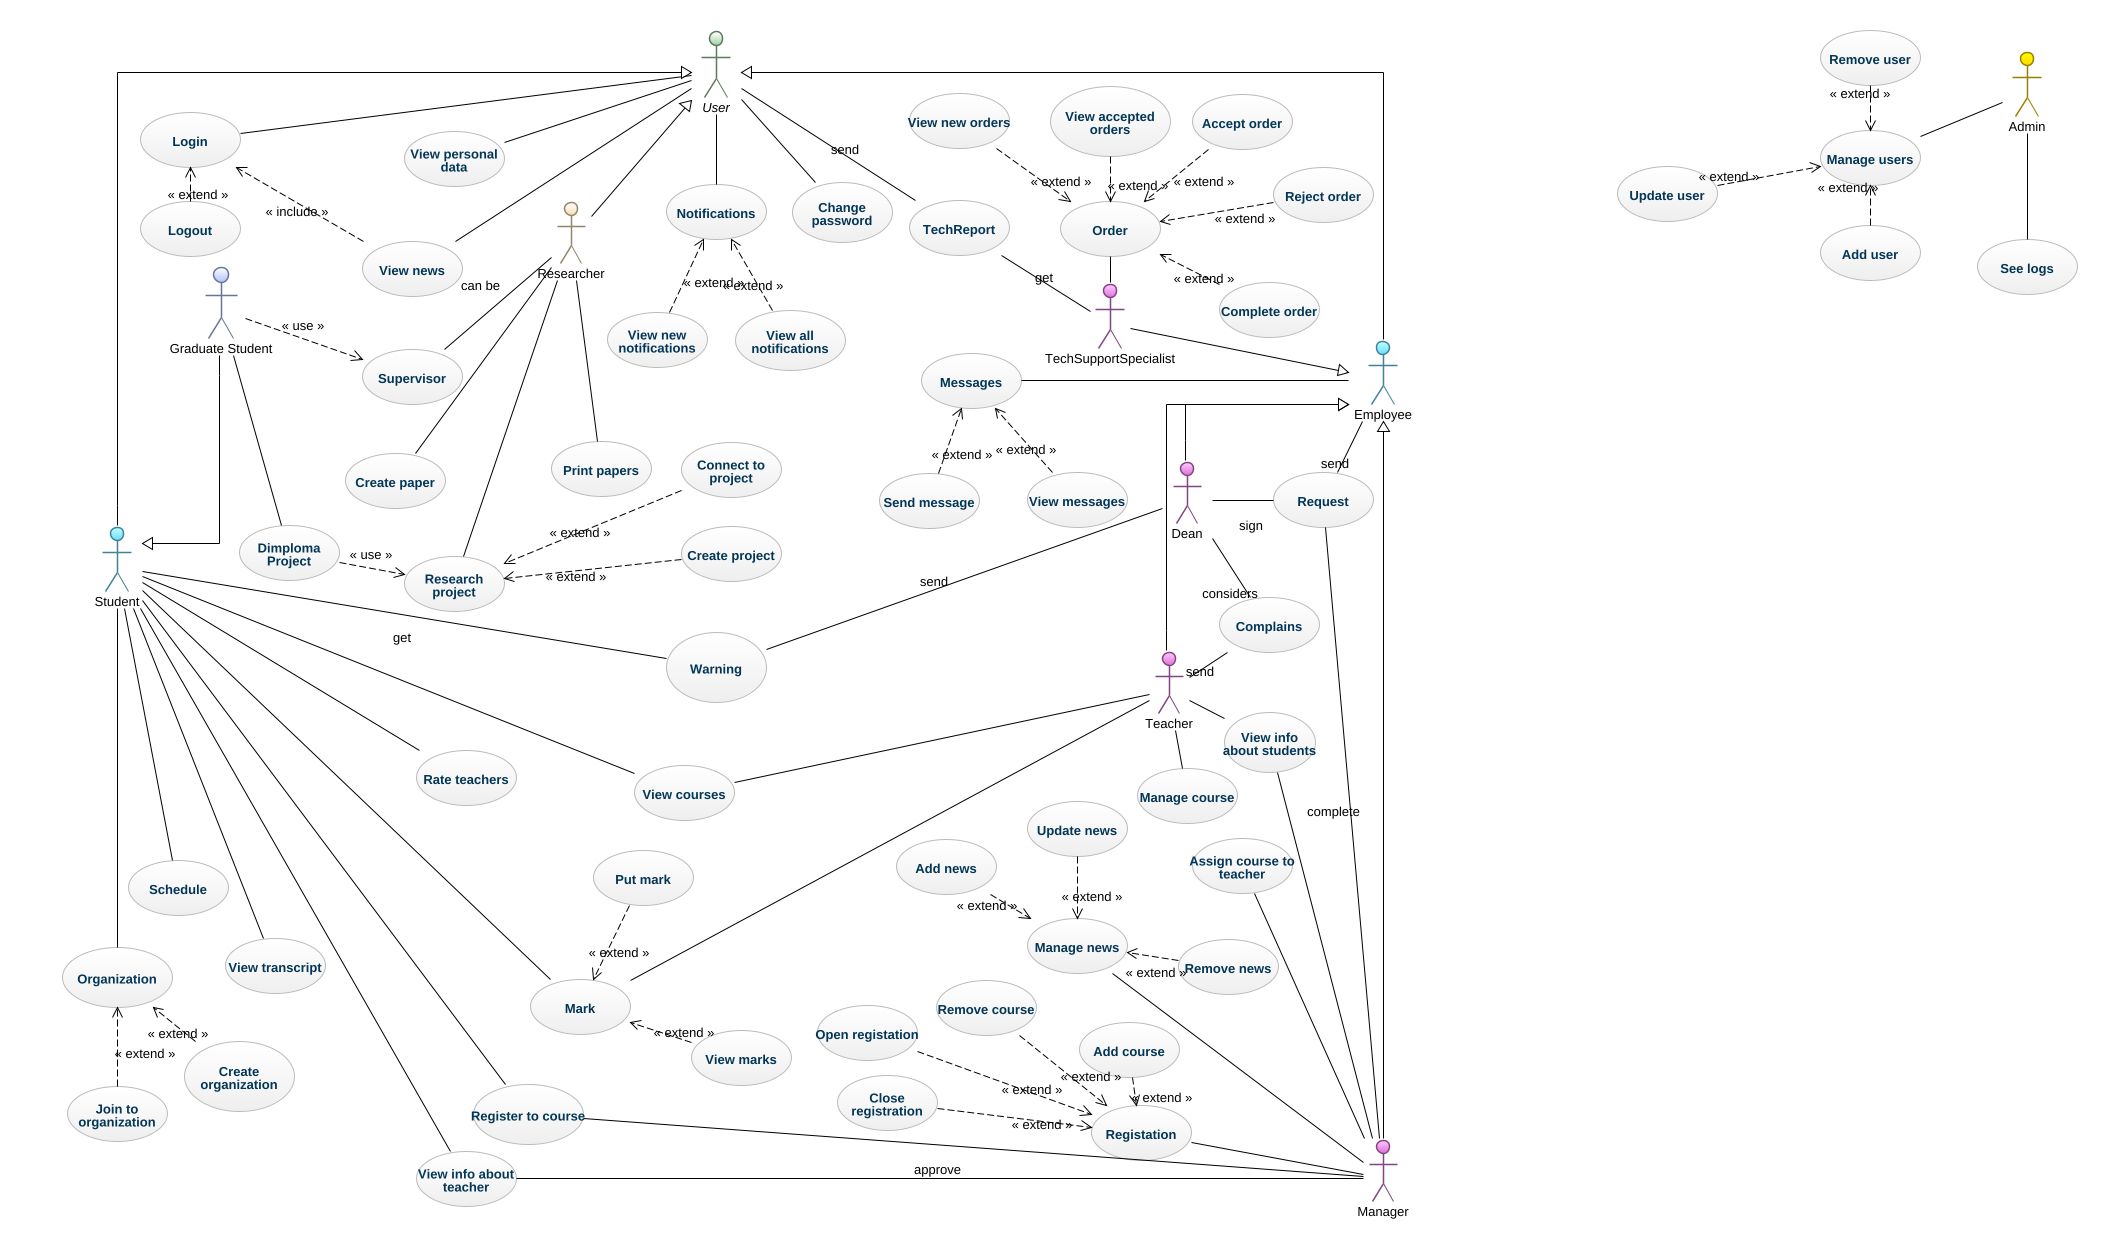 Remove user
« extend »
Admin
User
Login
View new orders
View accepted
orders
Accept order
Manage users
View personal
data
send
« extend »
Update user
« extend »
« extend »
« extend »
« extend »
« extend »
Reject order
« include »
Logout
Notifications
Change
password
TechReport
Order
« extend »
View news
Researcher
can be
« extend »
« extend »
get
« extend »
Add user
See logs
Graduate Student
« use »
View new
notifications
View all
notifications
Complete order
TechSupportSpecialist
Supervisor
Messages
Employee
« extend »
« extend »
send
Create paper
Print papers
Connect to
project
Send message
View messages
Request
« extend »
Dean
sign
Dimploma
Project
« use »
Create project
« extend »
Research
project
send
considers
Student
Complains
get
Warning
send
Teacher
View info
about students
Rate teachers
View courses
Manage course
complete
Update news
Add news
Assign course to
teacher
Put mark
Schedule
« extend »
« extend »
Manage news
« extend »
View transcript
Remove news
« extend »
Organization
Mark
Remove course
« extend »
« extend »
« extend »
View marks
Open registation
Add course
Create
organization
« extend »
« extend »
« extend »
Close
registration
« extend »
Join to
organization
Register to course
Registation
View info about
teacher
approve
Manager